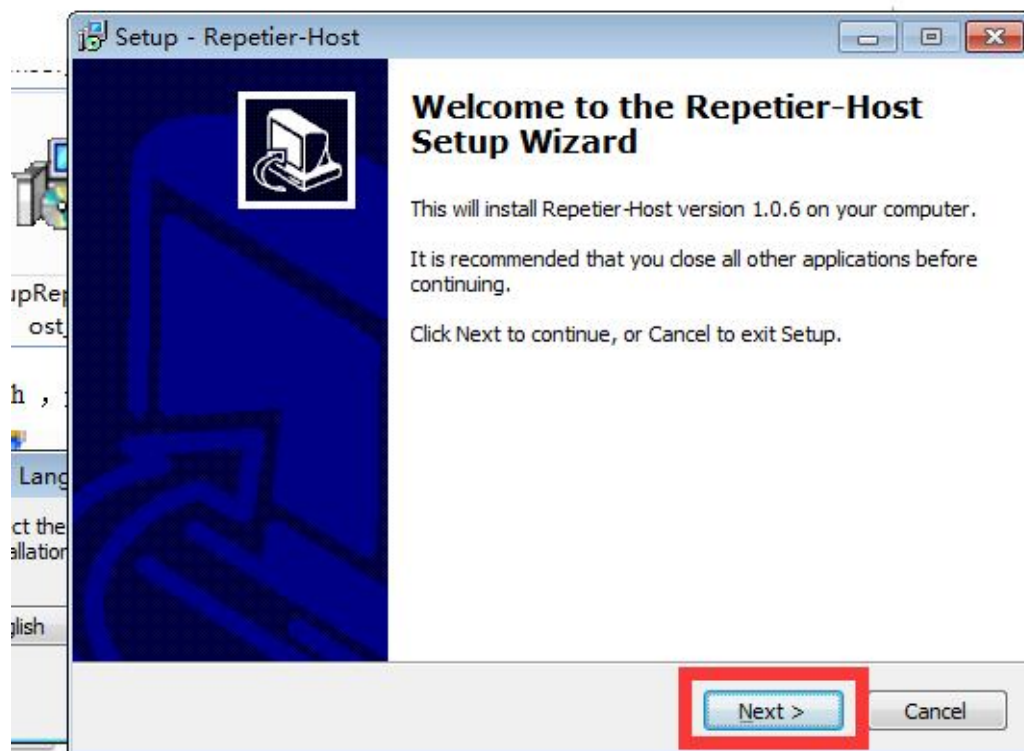 Setup - Repetier-Host
Welcome to the Repetier-Host
Setup Wizard
This will install Repetier-Host version 1.0.6 on your computer.
It is recommended that you close all other applications before
continuing.
Click Next to continue, or Cancel to exit Setup.
upRep
ost_
h ,
Lang
ct the
allation
glish
Next >
Cancel